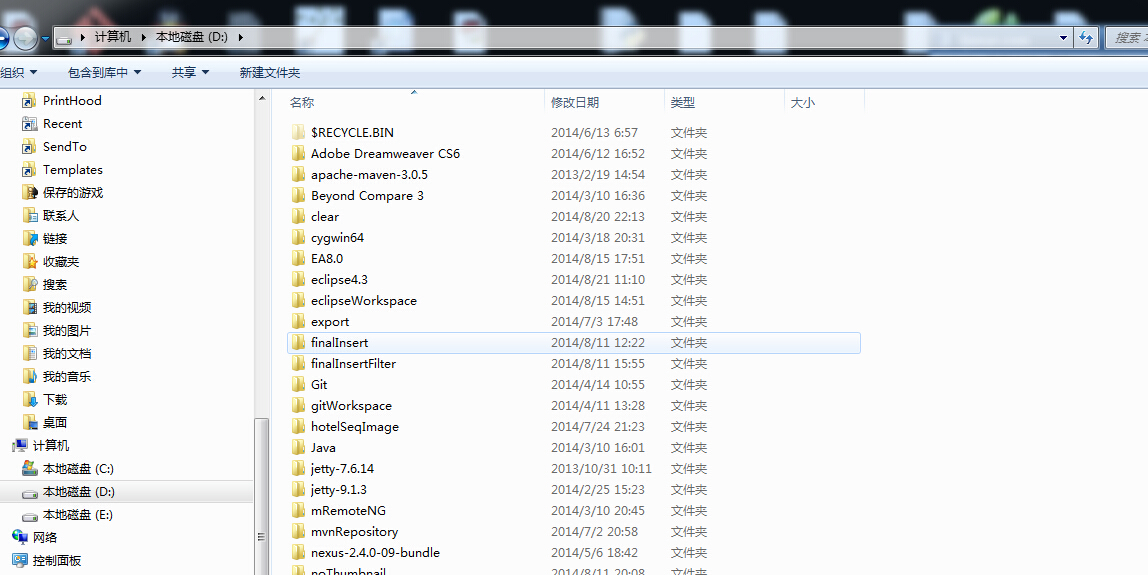 计算机 本地磁盘 (D:) 搜索
组织 包含到库中 共享 新建文件夹
PrintHood
Recent
SendTo
Templates
保存的游戏
联系人
链接
收藏夹
搜索
我的视频
我的图片
我的文档
我的音乐
下载
桌面
计算机
本地磁盘 (C:)
本地磁盘 (D:)
本地磁盘 (E:)
网络
控制面板
名称 修改日期 类型 大小
$RECYCLE.BIN 2014/6/13 6:57 文件夹
Adobe Dreamweaver CS6 2014/6/12 16:52 文件夹
apache-maven-3.0.5 2013/2/19 14:54 文件夹
Beyond Compare 3 2014/3/10 16:36 文件夹
clear 2014/8/20 22:13 文件夹
cygwin64 2014/3/18 20:31 文件夹
EA8.0 2014/8/15 17:51 文件夹
eclipse4.3 2014/8/21 11:10 文件夹
eclipseWorkspace 2014/8/15 14:51 文件夹
export 2014/7/3 17:48 文件夹
finalInsert 2014/8/11 12:22 文件夹
finalInsertFilter 2014/8/11 15:55 文件夹
Git 2014/4/14 10:55 文件夹
gitWorkspace 2014/4/11 13:28 文件夹
hotelSeqImage 2014/7/24 21:23 文件夹
Java 2014/3/10 16:01 文件夹
jetty-7.6.14 2013/10/31 10:11 文件夹
jetty-9.1.3 2014/2/25 15:23 文件夹
mRemoteNG 2014/3/10 20:45 文件夹
mvnRepository 2014/7/2 20:58 文件夹
nexus-2.4.0-09-bundle 2014/5/6 18:42 文件夹
noThumbnail 2014/8/11 20:08 文件夹